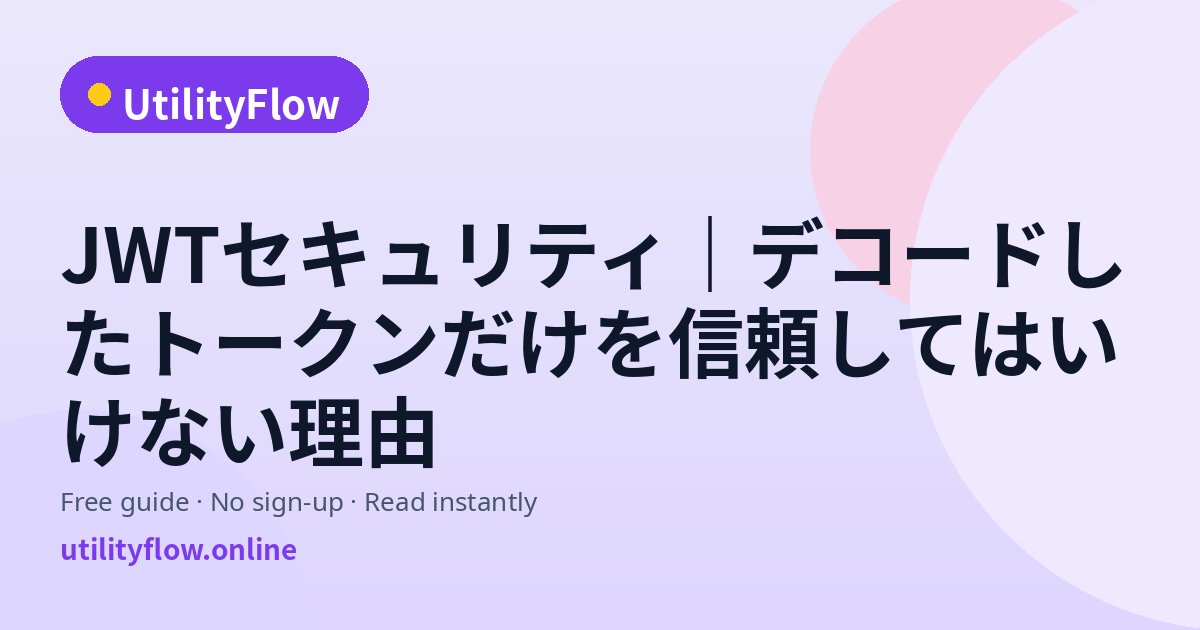 UtilityFlow
JWTセキュリティ｜デコードし
たトークンだけを信頼してはい
けない理由
Free guide · No sign-up · Read instantly
utilityflow.online